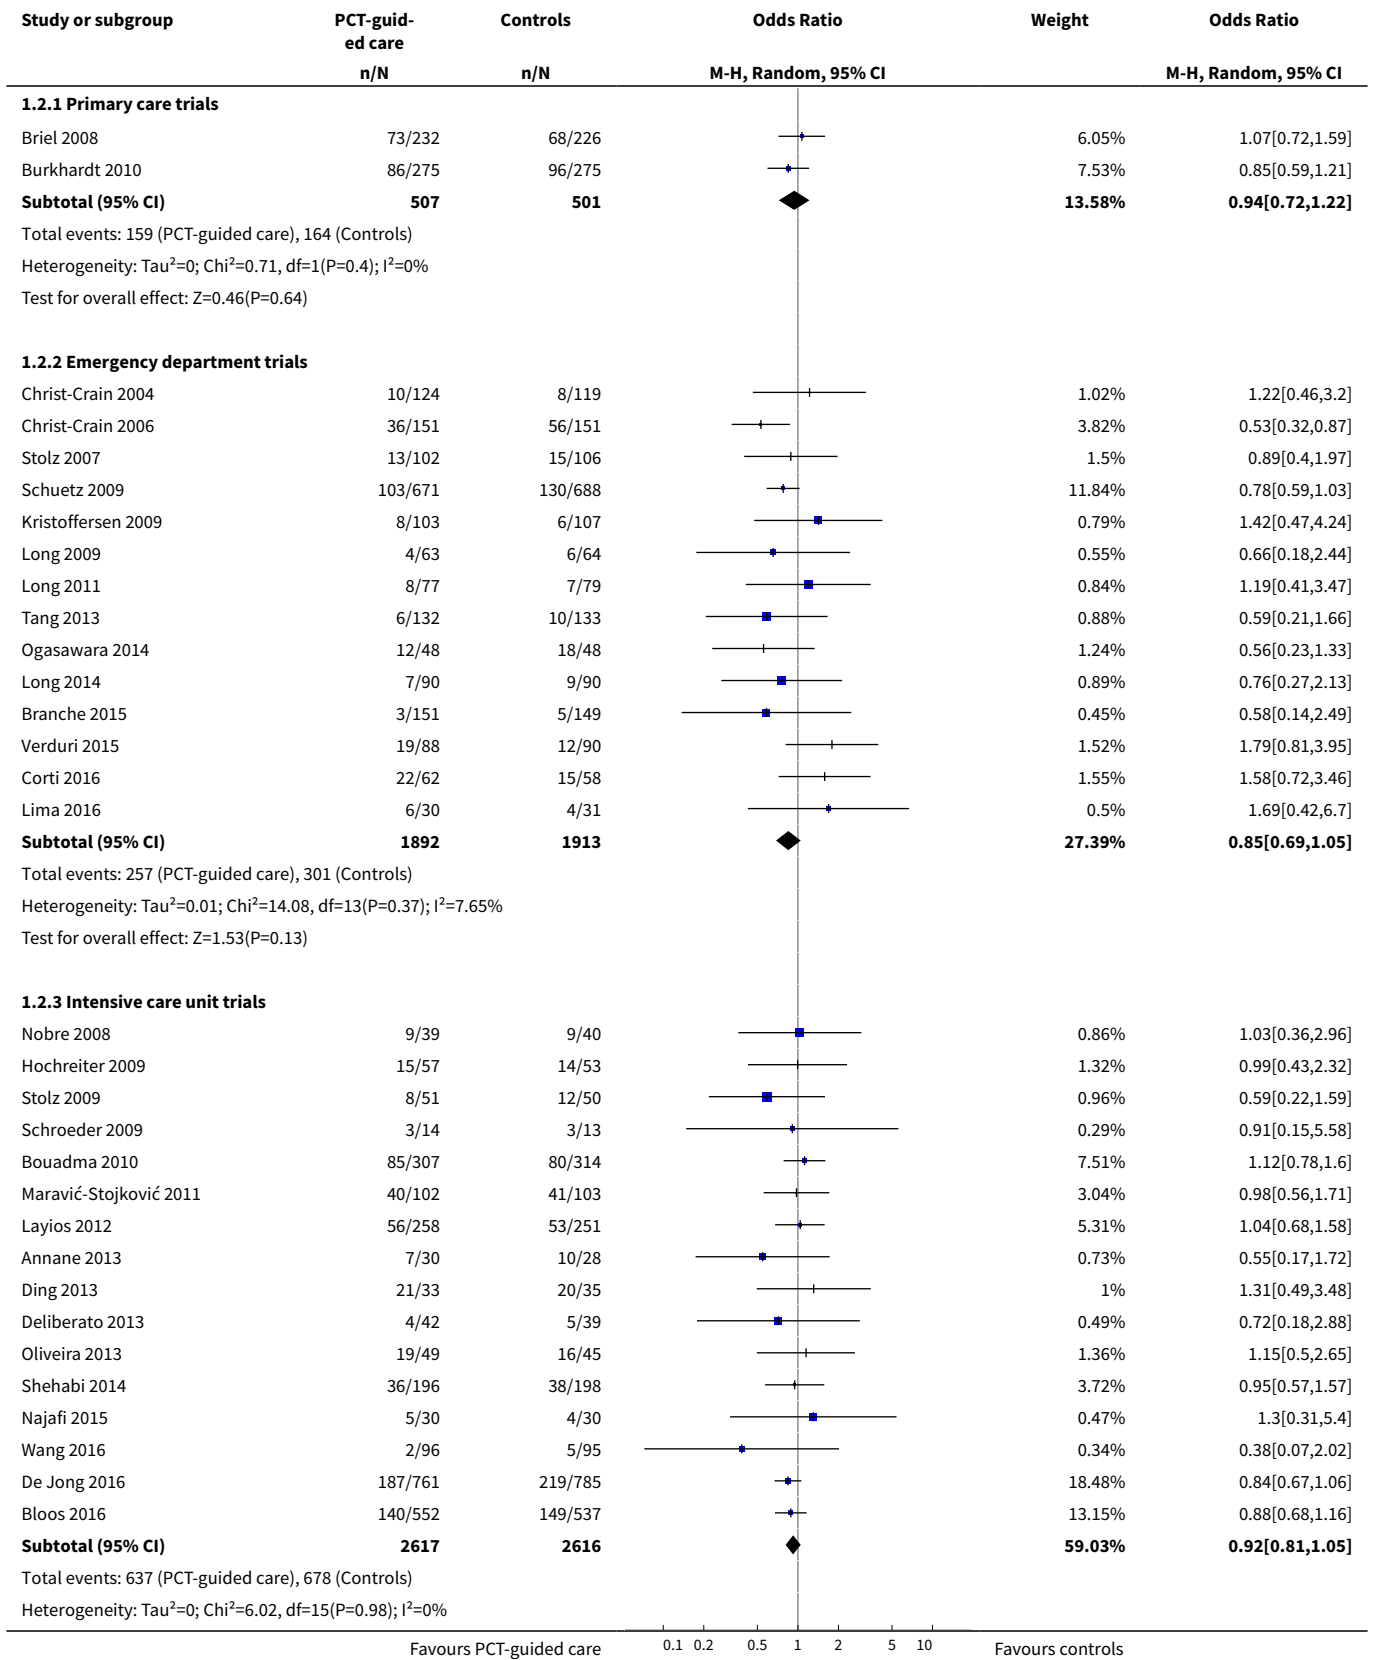 Study or subgroup PCT-guid- Controls Odds Ratio Weight Odds Ratio
ed care
n/N n/N M-H, Random, 95% CI M-H, Random, 95% CI
1.2.1 Primary care trials
Briel 2008 73/232 68/226 6.05% 1.07[0.72,1.59]
Burkhardt 2010 86/275 96/275 7.53% 0.85[0.59,1.21]
Subtotal (95% CI) 507 501 13.58% 0.94[0.72,1.22]
Total events: 159 (PCT-guided care), 164 (Controls)
Heterogeneity: Tau²=0; Chi²=0.71, df=1(P=0.4); I²=0%
Test for overall effect: Z=0.46(P=0.64)
1.2.2 Emergency department trials
Christ-Crain 2004 10/124 8/119 1.02% 1.22[0.46,3.2]
Christ-Crain 2006 36/151 56/151 3.82% 0.53[0.32,0.87]
Stolz 2007 13/102 15/106 1.5% 0.89[0.4,1.97]
Schuetz 2009 103/671 130/688 11.84% 0.78[0.59,1.03]
Kristoffersen 2009 8/103 6/107 0.79% 1.42[0.47,4.24]
Long 2009 4/63 6/64 0.55% 0.66[0.18,2.44]
Long 2011 8/77 7/79 0.84% 1.19[0.41,3.47]
Tang 2013 6/132 10/133 0.88% 0.59[0.21,1.66]
Ogasawara 2014 12/48 18/48 1.24% 0.56[0.23,1.33]
Long 2014 7/90 9/90 0.89% 0.76[0.27,2.13]
Branche 2015 3/151 5/149 0.45% 0.58[0.14,2.49]
Verduri 2015 19/88 12/90 1.52% 1.79[0.81,3.95]
Corti 2016 22/62 15/58 1.55% 1.58[0.72,3.46]
Lima 2016 6/30 4/31 0.5% 1.69[0.42,6.7]
Subtotal (95% CI) 1892 1913 27.39% 0.85[0.69,1.05]
Total events: 257 (PCT-guided care), 301 (Controls)
Heterogeneity: Tau²=0.01; Chi²=14.08, df=13(P=0.37); I²=7.65%
Test for overall effect: Z=1.53(P=0.13)
1.2.3 Intensive care unit trials
Nobre 2008 9/39 9/40 0.86% 1.03[0.36,2.96]
Hochreiter 2009 15/57 14/53 1.32% 0.99[0.43,2.32]
Stolz 2009 8/51 12/50 0.96% 0.59[0.22,1.59]
Schroeder 2009 3/14 3/13 0.29% 0.91[0.15,5.58]
Bouadma 2010 85/307 80/314 7.51% 1.12[0.78,1.6]
Maravić-Stojković 2011 40/102 41/103 3.04% 0.98[0.56,1.71]
Layios 2012 56/258 53/251 5.31% 1.04[0.68,1.58]
Annane 2013 7/30 10/28 0.73% 0.55[0.17,1.72]
Ding 2013 21/33 20/35 1% 1.31[0.49,3.48]
Deliberato 2013 4/42 5/39 0.49% 0.72[0.18,2.88]
Oliveira 2013 19/49 16/45 1.36% 1.15[0.5,2.65]
Shehabi 2014 36/196 38/198 3.72% 0.95[0.57,1.57]
Najafi 2015 5/30 4/30 0.47% 1.3[0.31,5.4]
Wang 2016 2/96 5/95 0.34% 0.38[0.07,2.02]
De Jong 2016 187/761 219/785 18.48% 0.84[0.67,1.06]
Bloos 2016 140/552 149/537 13.15% 0.88[0.68,1.16]
Subtotal (95% CI) 2617 2616 59.03% 0.92[0.81,1.05]
Total events: 637 (PCT-guided care), 678 (Controls)
Heterogeneity: Tau²=0; Chi²=6.02, df=15(P=0.98); I²=0%
Favours PCT-guided care 0.1 0.2 0.5 1 2 5 10 Favours controls